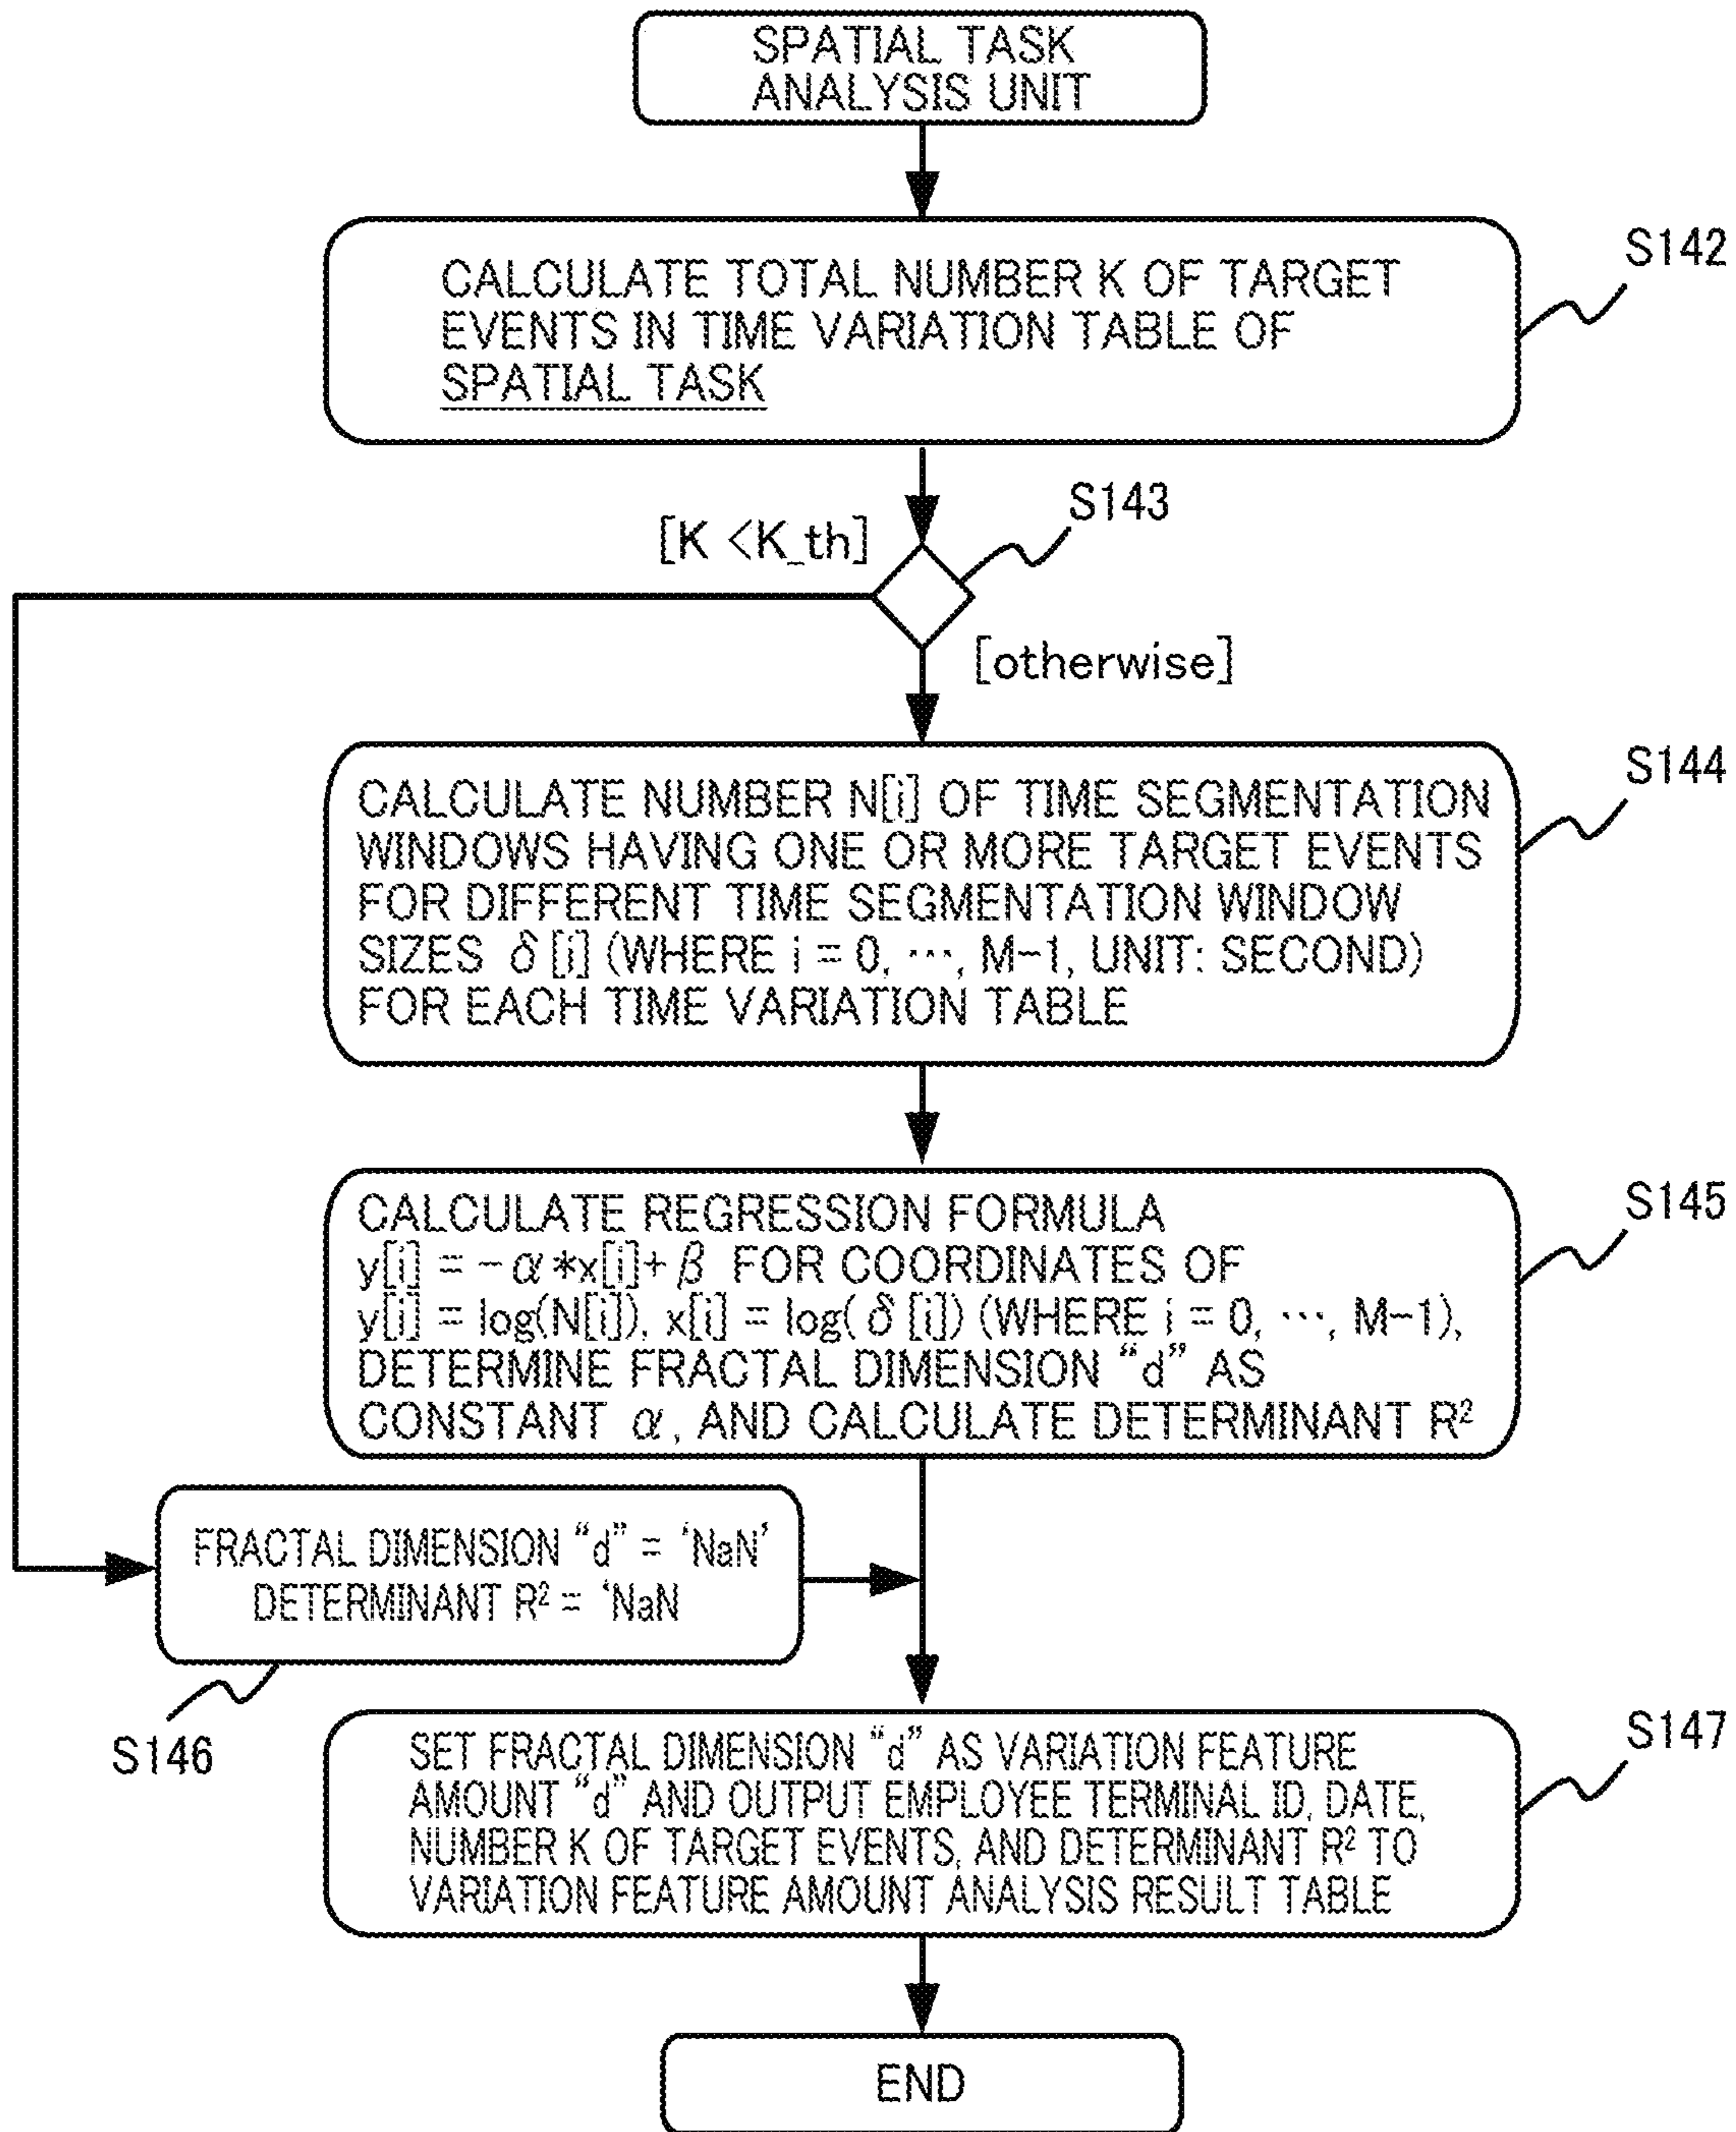 SPATIAL TASK
ANALYSIS UNIT
S142
CALCULATE TOTAL NUMBER K OF TARGET
EVENTS IN TIME VARIATION TABLE OF
SPATIAL TASK
S143
[K <K_th]
[otherwise]
S144
CALCULATE NUMBER N[i] OF TIME SEGMENTATION
WINDOWS HAVING ONE OR MORE TARGET EVENTS
FOR DIFFERENT TIME SEGMENTATION WINDOW
SIZES δ[i] (WHERE i = 0, ···, M-1, UNIT: SECOND)
FOR EACH TIME VARIATION TABLE
S145
CALCULATE REGRESSION FORMULA
y[i] = -α*x[i]+β FOR COORDINATES OF
y[i] = log(N[i]), x[i] = log(δ[i]) (WHERE i = 0, ···, M-1),
DETERMINE FRACTAL DIMENSION “d” AS
CONSTANT α, AND CALCULATE DETERMINANT R²
FRACTAL DIMENSION “d” = ‘NaN’
DETERMINANT R² = ‘NaN
S146
S147
SET FRACTAL DIMENSION “d” AS VARIATION FEATURE
AMOUNT “d” AND OUTPUT EMPLOYEE TERMINAL ID, DATE,
NUMBER K OF TARGET EVENTS, AND DETERMINANT R² TO
VARIATION FEATURE AMOUNT ANALYSIS RESULT TABLE
END